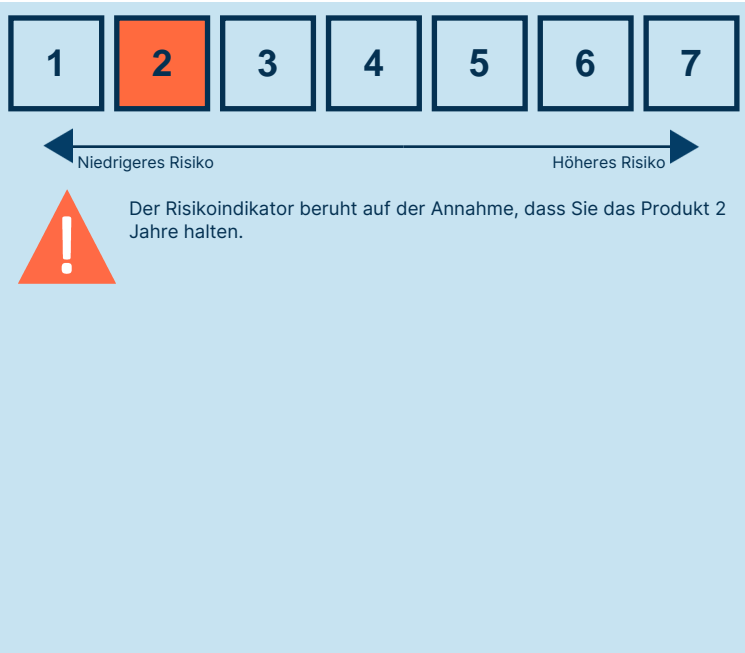 1 2 3 4 5 6 7
Niedrigeres Risiko Höheres Risiko
Der Risikoindikator beruht auf der Annahme, dass Sie das Produkt 2
Jahre halten.
!